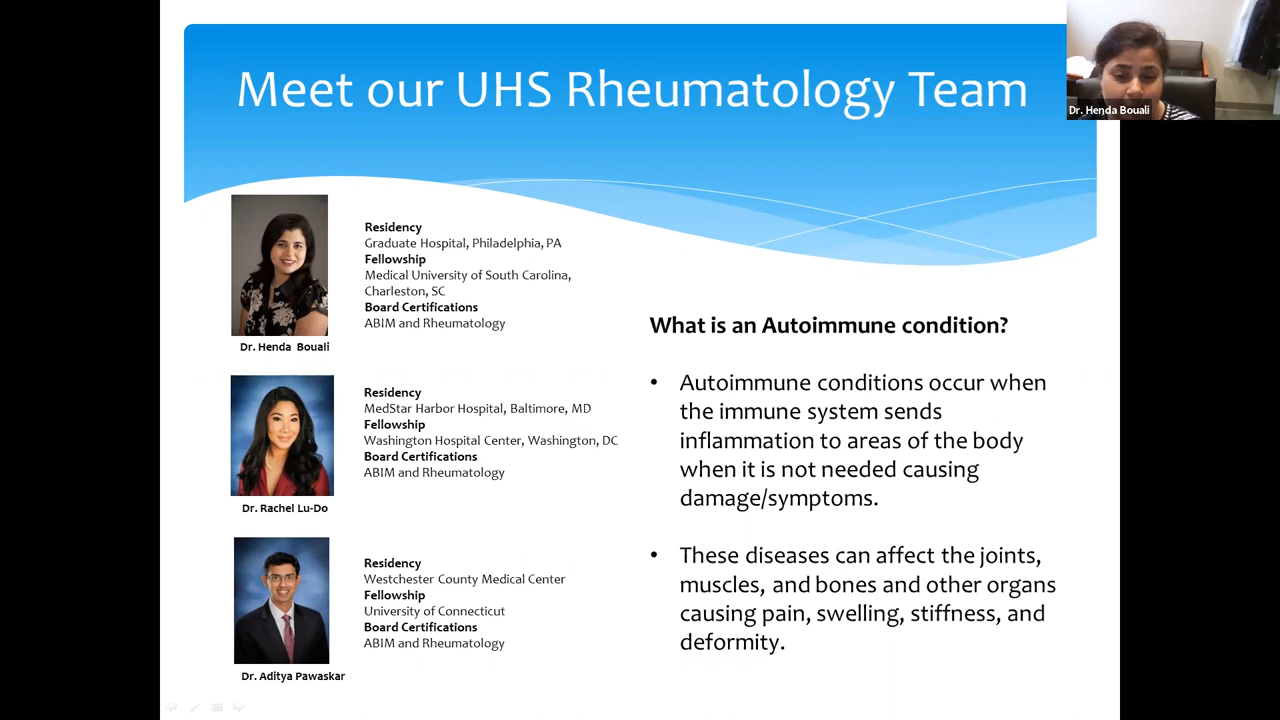 Meet our UHS Rheumatology Team
Dr. Henda Bouali
Residency
Graduate Hospital, Philadelphia, PA
Fellowship
Medical University of South Carolina,
Charleston, SC
Board Certifications
ABIM and Rheumatology
Dr. Henda Bouali
Residency
MedStar Harbor Hospital, Baltimore, MD
Fellowship
Washington Hospital Center, Washington, DC
Board Certifications
ABIM and Rheumatology
Dr. Rachel Lu-Do
Residency
Westchester County Medical Center
Fellowship
University of Connecticut
Board Certifications
ABIM and Rheumatology
Dr. Aditya Pawaskar
What is an Autoimmune condition?
• Autoimmune conditions occur when
the immune system sends
inflammation to areas of the body
when it is not needed causing
damage/symptoms.
• These diseases can affect the joints,
muscles, and bones and other organs
causing pain, swelling, stiffness, and
deformity.